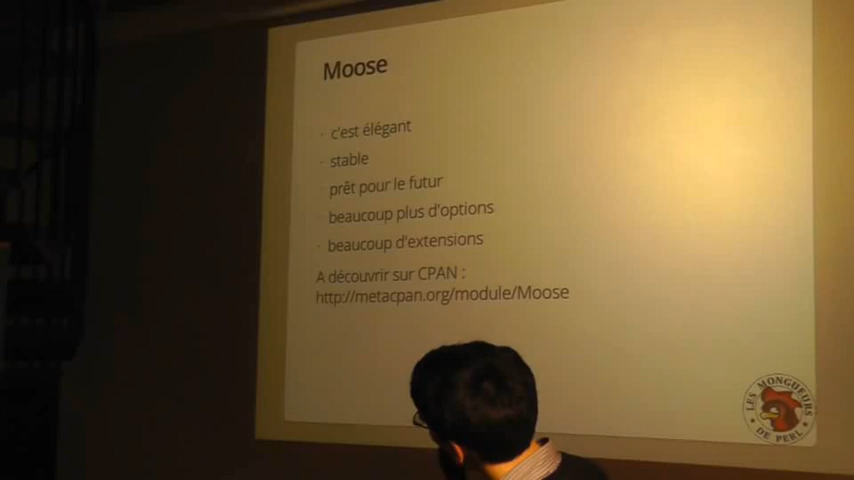 Moose
· c'est élégant
· stable
· prêt pour le futur
· beaucoup plus d'options
· beaucoup d'extensions
A découvrir sur CPAN :
http://metacpan.org/module/Moose
LES MONGUEURS
DE PERL